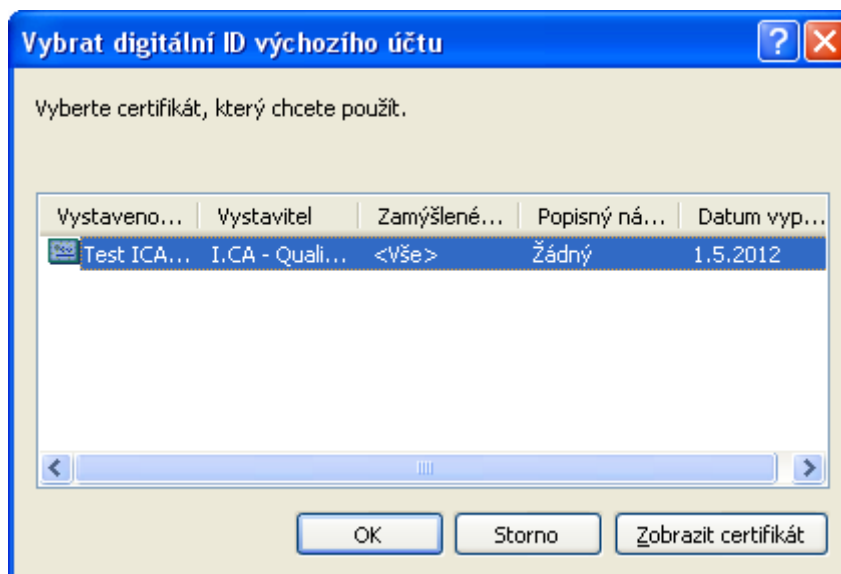 Vybrat digitální ID výchozího účtu
Vyberte certifikát, který chcete použít.
Vystaveno... Vystavitel Zamýšlené... Popisný ná... Datum vyp...
Test ICA... I.CA - Quali... <Vše> Žádný 1.5.2012
OK Storno Zobrazit certifikát